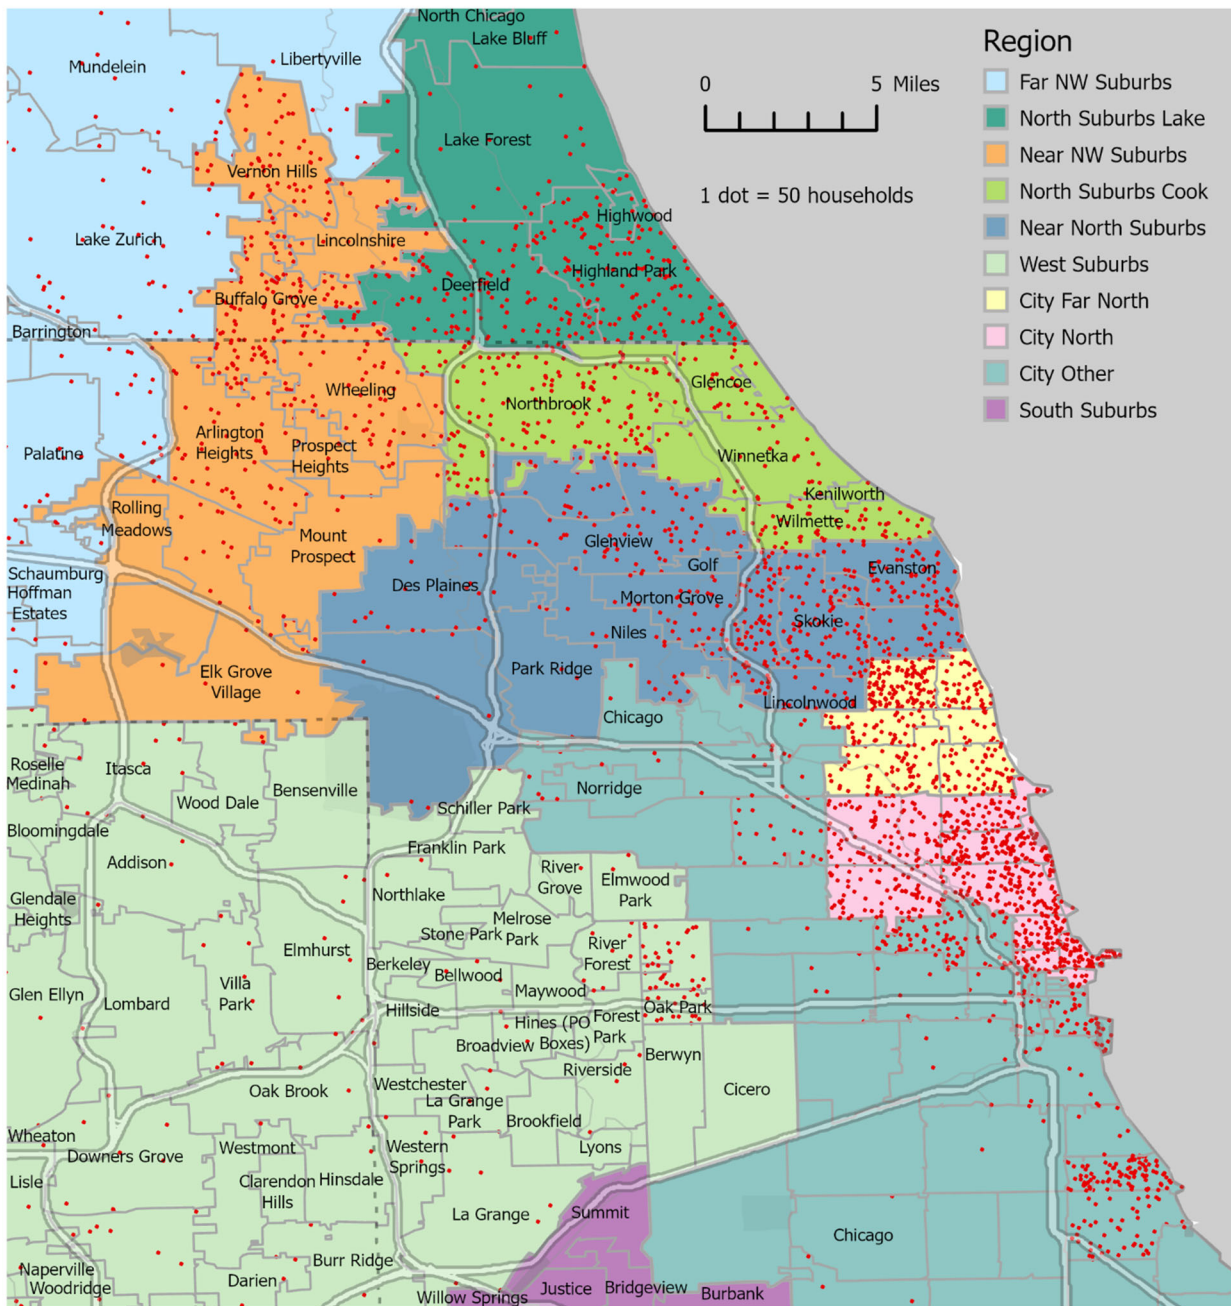 North Chicago
Lake Bluff
Libertyville
Mundelein
Lake Forest
Vernon Hills
Highwood
Lake Zurich
Lincolnshire
Highland Park
Deerfield
Buffalo Grove
Barrington
Region
Far NW Suburbs
North Suburbs Lake
Near NW Suburbs
North Suburbs Cook
Near North Suburbs
West Suburbs
City Far North
City North
City Other
South Suburbs
0 5 Miles
1 dot = 50 households
Glencoe
Wheeling
Northbrook
Arlington
Heights
Prospect
Heights
Palatine
Winnetka
Kenilworth
Rolling
Meadows
Wilmette
Mount
Prospect
Glenview
Golf
Evanston
Schaumburg
Hoffman
Estates
Des Plaines
Morton Grove
Skokie
Niles
Park Ridge
Elk Grove
Village
Lincolnwood
Chicago
Roselle
Medinah
Itasca
Wood Dale
Bensenville
Norridge
Schiller Park
Bloomingdale
Franklin Park
Addison
River
Grove
Elmwood
Park
Northlake
Glendale
Heights
Melrose
Park
Stone Park
Elmhurst
River
Forest
Berkeley
Bellwood
Villa
Park
Maywood
Glen Ellyn
Lombard
Hillside
Oak Park
Hines (PO
Boxes)
Forest
Park
Broadview
Berwyn
Riverside
Westchester
Oak Brook
La Grange
Park
Cicero
Brookfield
Wheaton
Downers Grove
Westmont
Western
Springs
Lyons
Lisle
Clarendon
Hills
Hinsdale
La Grange
Summit
Chicago
Burr Ridge
Naperville
Woodridge
Darien
Willow Springs
Justice
Bridgeview
Burbank